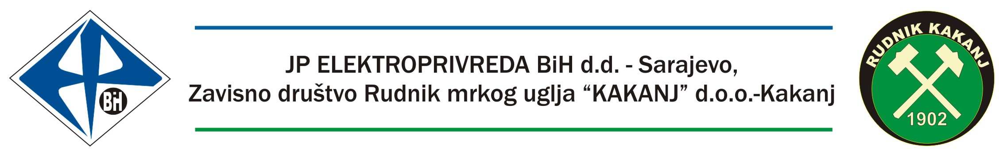 BiH
JP ELEKTROPRIVREDA BiH d.d. - Sarajevo,
Zavisno društvo Rudnik mrkog uglja “KAKANJ” d.o.o.-Kakanj
RUDNIK KAKANJ
1902